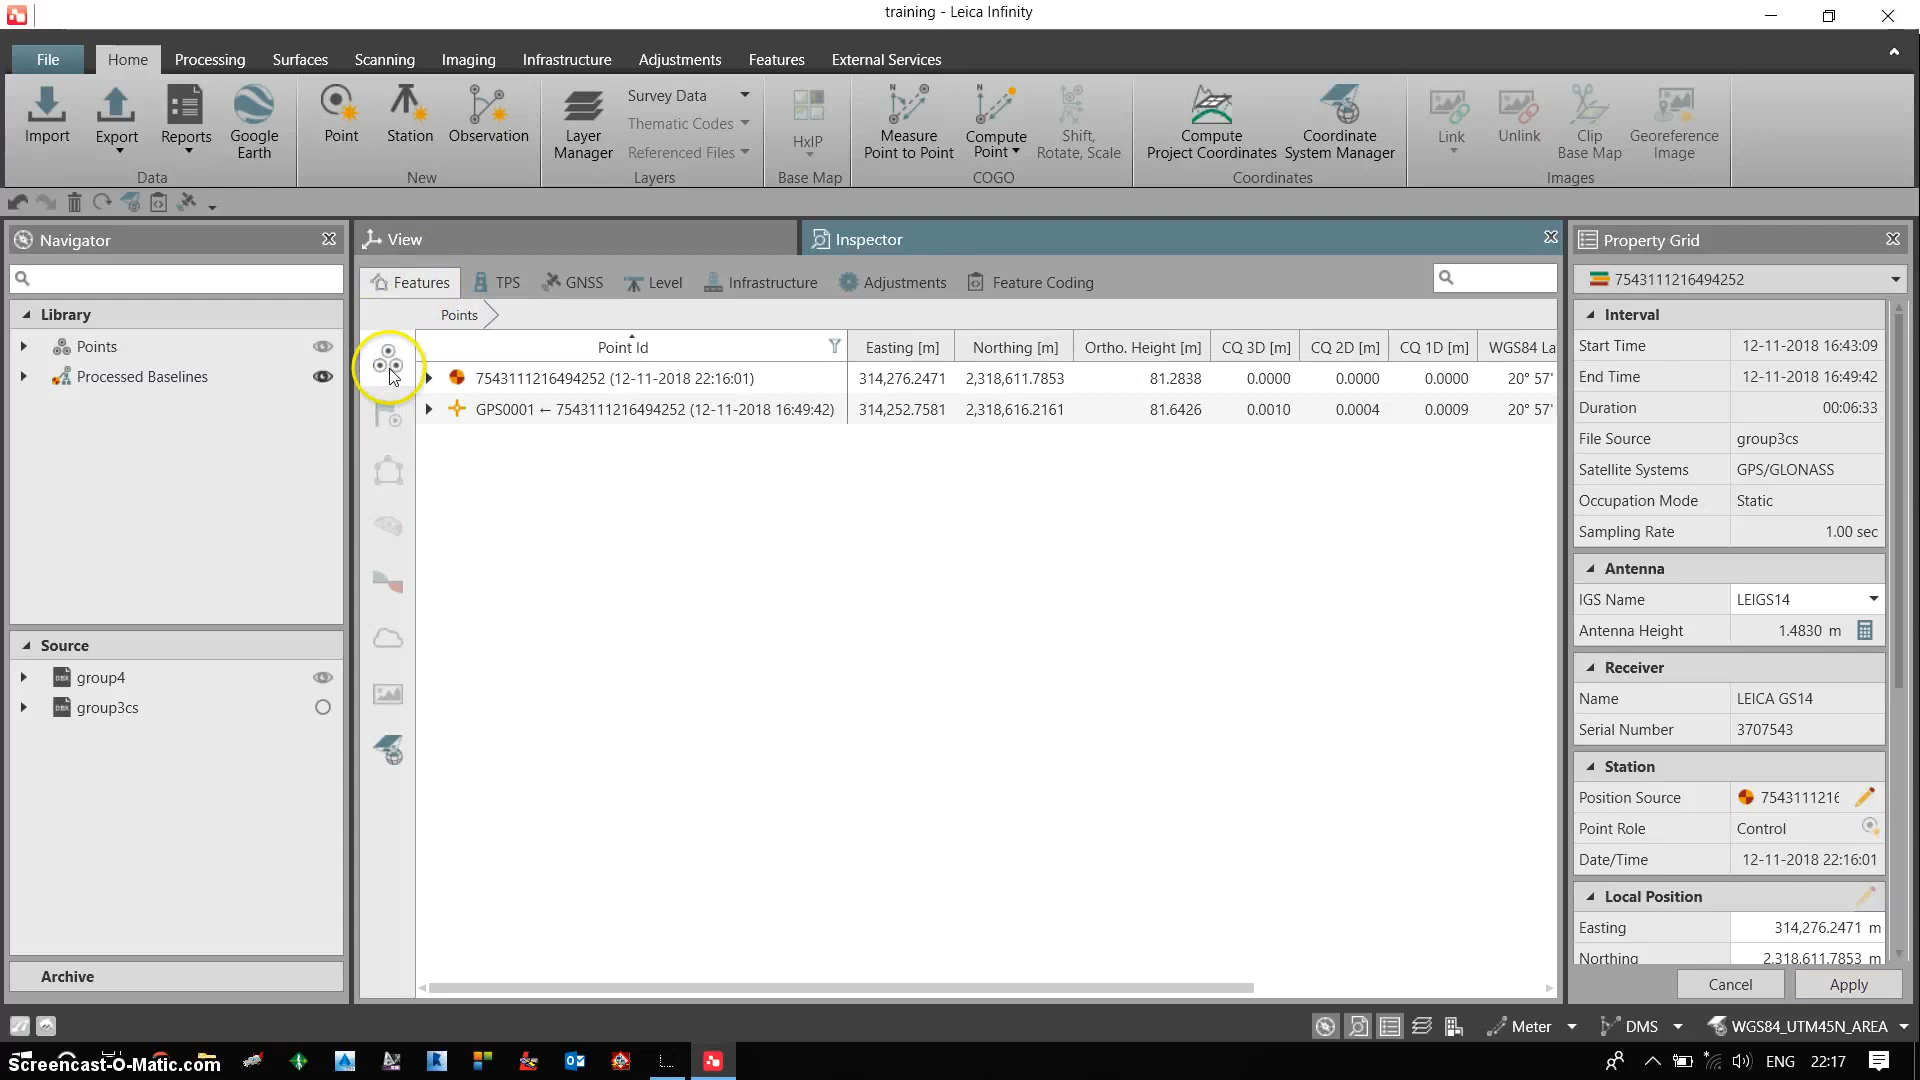 training - Leica Infinity
File Home Processing Surfaces Scanning Imaging Infrastructure Adjustments Features External Services
Import Export Reports Google Earth
Data
Point Station Observation
New
Layer Manager
Survey Data
Thematic Codes
Referenced Files
Layers
HxIP
Base Map
Measure Point to Point
Compute Point
Shift, Rotate, Scale
COGO
Compute Project Coordinates
Coordinate System Manager
Coordinates
Link Unlink
Clip Base Map
Georeference Image
Images
Navigator
Library
Points
Processed Baselines
Source
DBX group4
DBX group3cs
Archive
View
Inspector
Features TPS GNSS Level Infrastructure Adjustments Feature Coding
Points
Point Id Easting [m] Northing [m] Ortho. Height [m] CQ 3D [m] CQ 2D [m] CQ 1D [m] WGS84 La
7543111216494252 (12-11-2018 22:16:01) 314,276.2471 2,318,611.7853 81.2838 0.0000 0.0000 0.0000 20° 57'
GPS0001 ← 7543111216494252 (12-11-2018 16:49:42) 314,252.7581 2,318,616.2161 81.6426 0.0010 0.0004 0.0009 20° 57'
Property Grid
7543111216494252
Interval
Start Time 12-11-2018 16:43:09
End Time 12-11-2018 16:49:42
Duration 00:06:33
File Source group3cs
Satellite Systems GPS/GLONASS
Occupation Mode Static
Sampling Rate 1.00 sec
Antenna
IGS Name LEIGS14
Antenna Height 1.4830 m
Receiver
Name LEICA GS14
Serial Number 3707543
Station
Position Source 754311121
Point Role Control
Date/Time 12-11-2018 22:16:01
Local Position
Easting 314,276.2471 m
Northing 2,318,611.7853 m
Cancel Apply
Meter DMS WGS84_UTM45N_AREA
Screencast-O-Matic.com
ENG 22:17